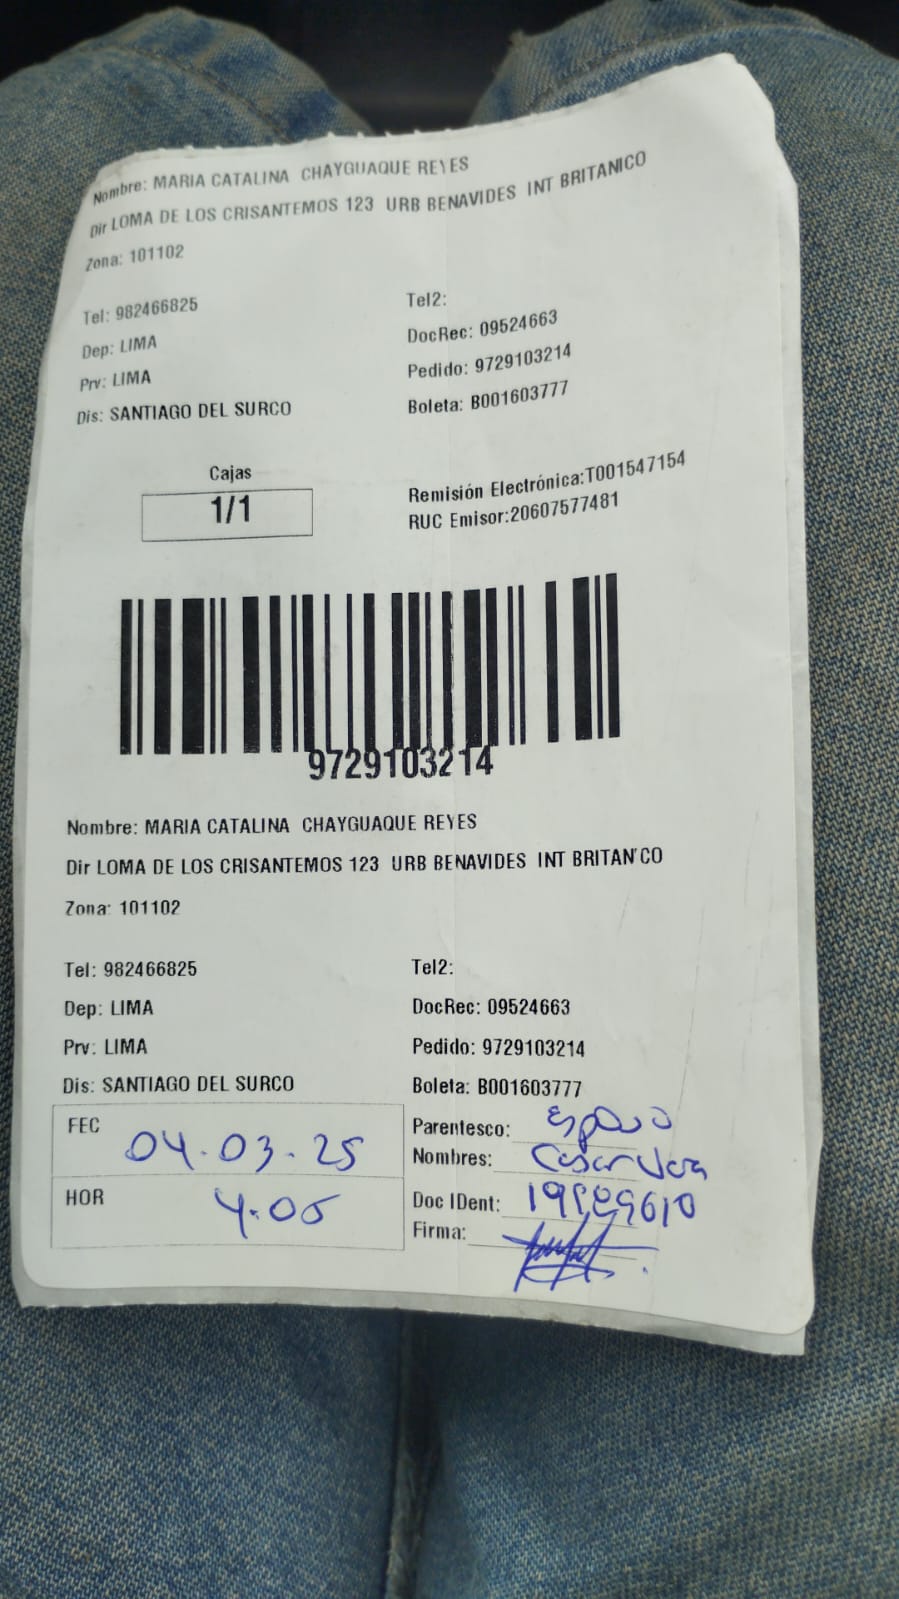 Nombre: MARIA CATALINA CHAYGUAQUE REYES
Dir LOMA DE LOS CRISANTEMOS 123 URB BENAVIDES INT BRITANICO
Zona: 101102
Tel: 982466825 Tel2:
Dep: LIMA DocRec: 09524663
Prv: LIMA Pedido: 9729103214
Dis: SANTIAGO DEL SURCO Boleta: B001603777
Cajas
1/1
Remisión Electrónica:T001547154
RUC Emisor:20607577481
9729103214
Nombre: MARIA CATALINA CHAYGUAQUE REYES
Dir LOMA DE LOS CRISANTEMOS 123 URB BENAVIDES INT BRITAN'CO
Zona: 101102
Tel: 982466825 Tel2:
Dep: LIMA DocRec: 09524663
Prv: LIMA Pedido: 9729103214
Dis: SANTIAGO DEL SURCO Boleta: B001603777
FEC 04.03.25 Parentesco: Esposo
Nombres: Cesar
HOR 4.05 Doc IDent:
Firma: